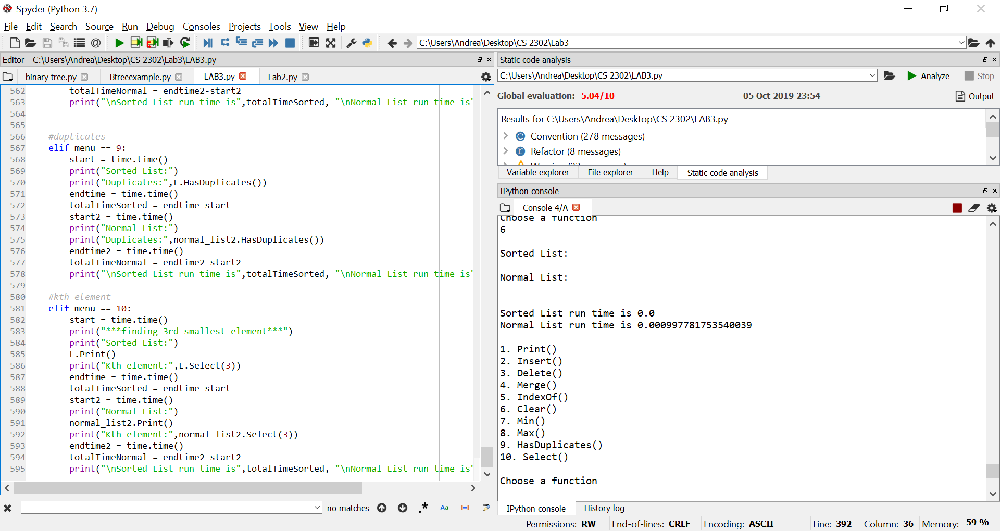 Spyder (Python 3.7)
File Edit Search Source Run Debug Consoles Projects Tools View Help
C:\Users\Andrea\Desktop\CS 2302\Lab3
Editor - C:\Users\Andrea\Desktop\CS 2302\Lab3\LAB3.py
binary tree.py Btreeexample.py LAB3.py Lab2.py
562 totalTimeNormal = endtime2-start2
563 print("\nSorted List run time is",totalTimeSorted, "\nNormal List run time is"
564
565
566 #duplicates
567 elif menu == 9:
568 start = time.time()
569 print("Sorted List:")
570 print("Duplicates:",L.HasDuplicates())
571 endtime = time.time()
572 totalTimeSorted = endtime-start
573 start2 = time.time()
574 print("Normal List:")
575 print("Duplicates:",normal_list2.HasDuplicates())
576 endtime2 = time.time()
577 totalTimeNormal = endtime2-start2
578 print("\nSorted List run time is",totalTimeSorted, "\nNormal List run time is"
579
580 #kth element
581 elif menu == 10:
582 start = time.time()
583 print("***finding 3rd smallest element***")
584 print("Sorted List:")
585 L.Print()
586 print("Kth element:",L.Select(3))
587 endtime = time.time()
588 totalTimeSorted = endtime-start
589 start2 = time.time()
590 print("Normal List:")
591 normal_list2.Print()
592 print("Kth element:",normal_list2.Select(3))
593 endtime2 = time.time()
594 totalTimeNormal = endtime2-start2
595 print("\nSorted List run time is",totalTimeSorted, "\nNormal List run time is"
no matches
.* Aa
Static code analysis
C:\Users\Andrea\Desktop\CS 2302\LAB3.py
Analyze Stop
Global evaluation: -5.04/10 05 Oct 2019 23:54 Output
Results for C:\Users\Andrea\Desktop\CS 2302\LAB3.py
Convention (278 messages)
Refactor (8 messages)
Variable explorer File explorer Help Static code analysis
IPython console
Console 4/A
Choose a function
6
Sorted List:
Normal List:
Sorted List run time is 0.0
Normal List run time is 0.000997781753540039
1. Print()
2. Insert()
3. Delete()
4. Merge()
5. IndexOf()
6. Clear()
7. Min()
8. Max()
9. HasDuplicates()
10. Select()
Choose a function
IPython console History log
Permissions: RW End-of-lines: CRLF Encoding: ASCII Line: 392 Column: 36 Memory: 59 %